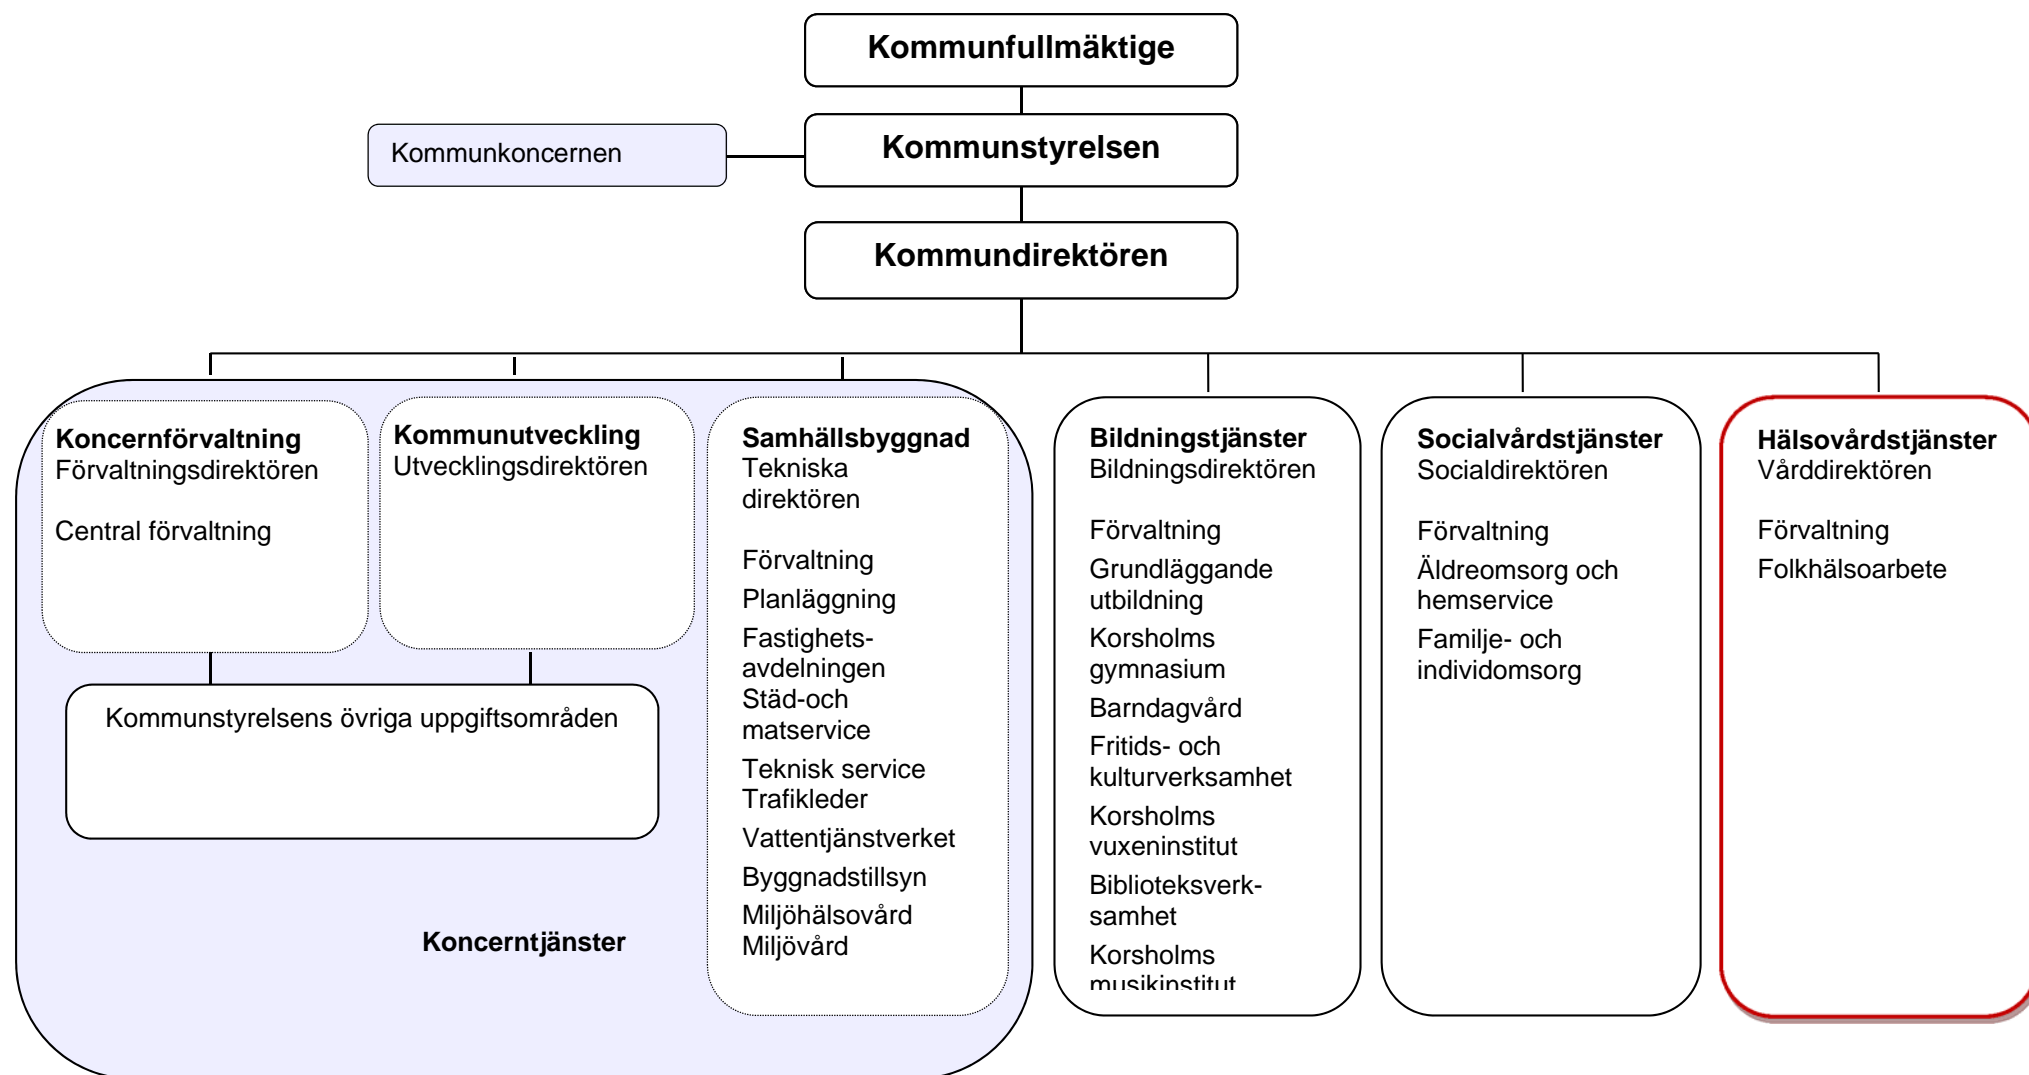 Kommunfullmäktige
Kommunkoncernen
Kommunstyrelsen
Kommundirektören
Koncernförvaltning
Förvaltningsdirektören
Central förvaltning
Kommunutveckling
Utvecklingsdirektören
Kommunstyrelsens övriga uppgiftsområden
Koncerntjänster
Samhällsbyggnad
Tekniska
direktören
Förvaltning
Planläggning
Fastighets-
avdelningen
Städ-och
matservice
Teknisk service
Trafikleder
Vattentjänstverket
Byggnadstillsyn
Miljöhälsovård
Miljövård
Bildningstjänster
Bildningsdirektören
Förvaltning
Grundläggande
utbildning
Korsholms
gymnasium
Barndagvård
Fritids- och
kulturverksamhet
Korsholms
vuxeninstitut
Biblioteksverk-
samhet
Korsholms
musikinstitut
Socialvårdstjänster
Socialdirektören
Förvaltning
Äldreomsorg och
hemservice
Familje- och
individomsorg
Hälsovårdstjänster
Vårddirektören
Förvaltning
Folkhälsoarbete